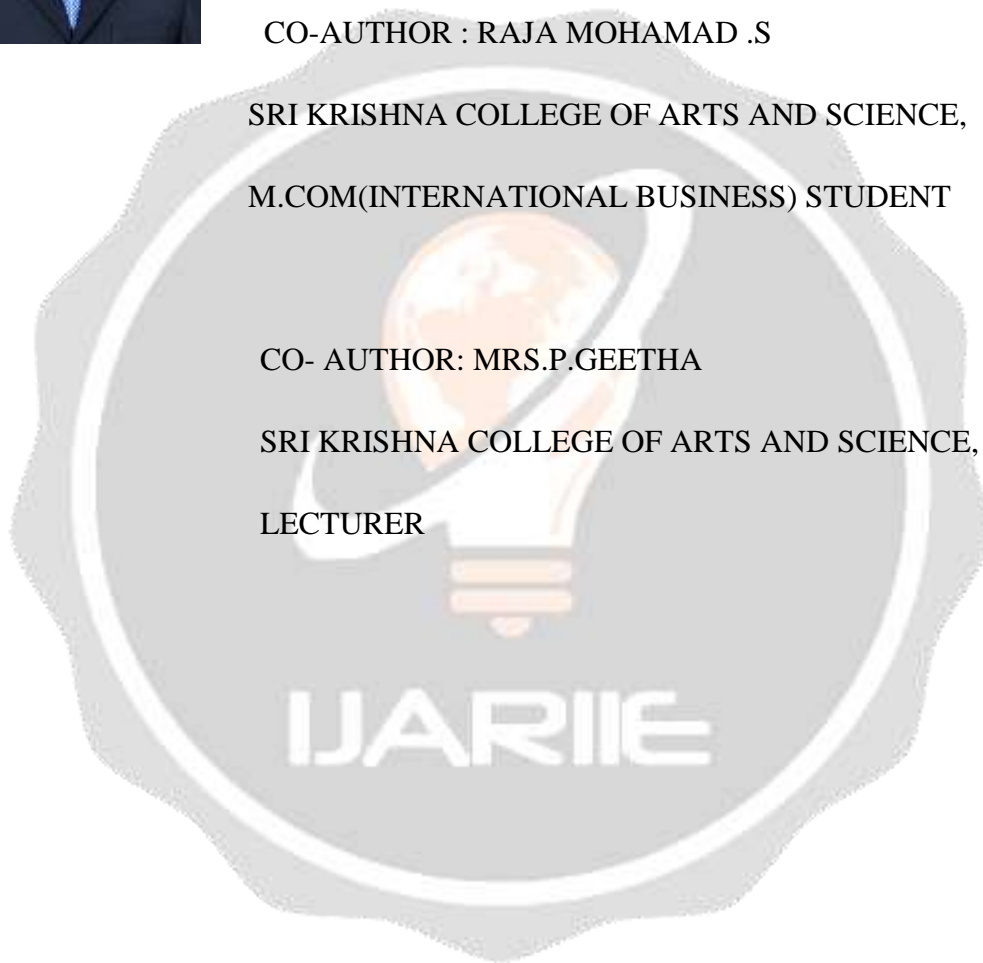 CO-AUTHOR : RAJA MOHAMAD .S
SRI KRISHNA COLLEGE OF ARTS AND SCIENCE,
M.COM(INTERNATIONAL BUSINESS) STUDENT
CO- AUTHOR: MRS.P.GEETHA
SRI KRISHNA COLLEGE OF ARTS AND SCIENCE,
LECTURER
IJARIIE